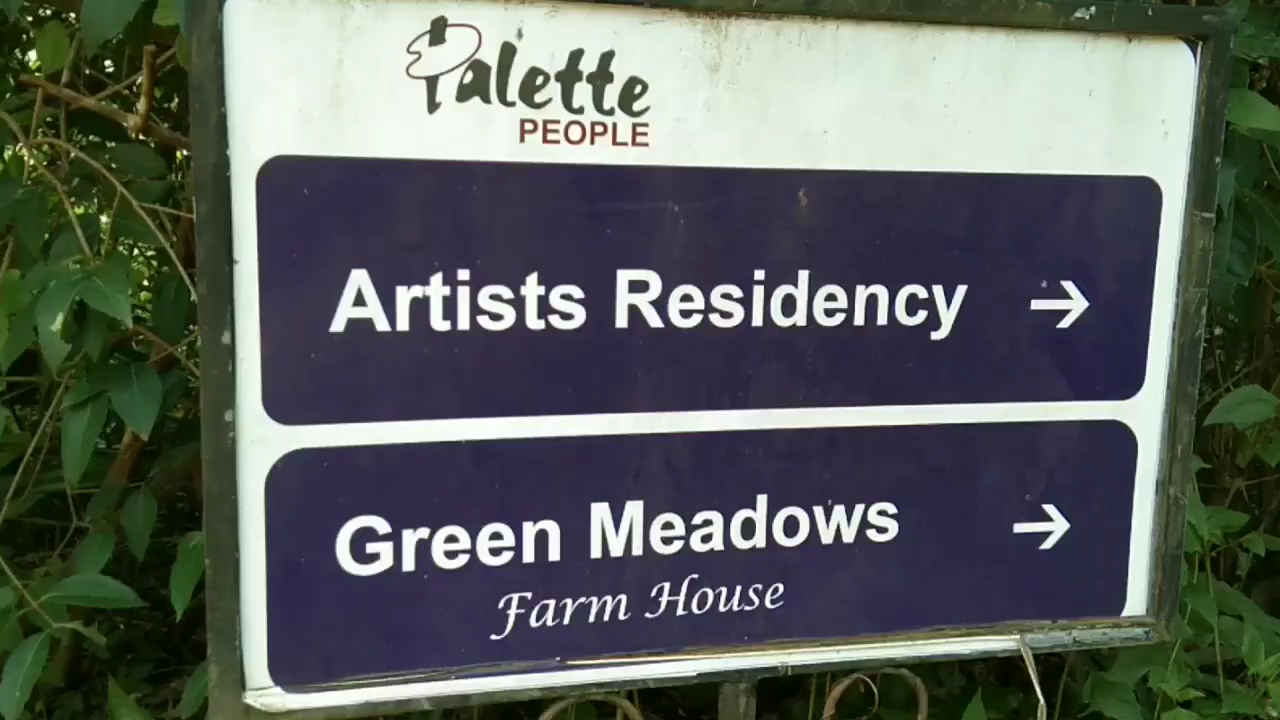 Palette
PEOPLE
Artists Residency →
Green Meadows →
Farm House